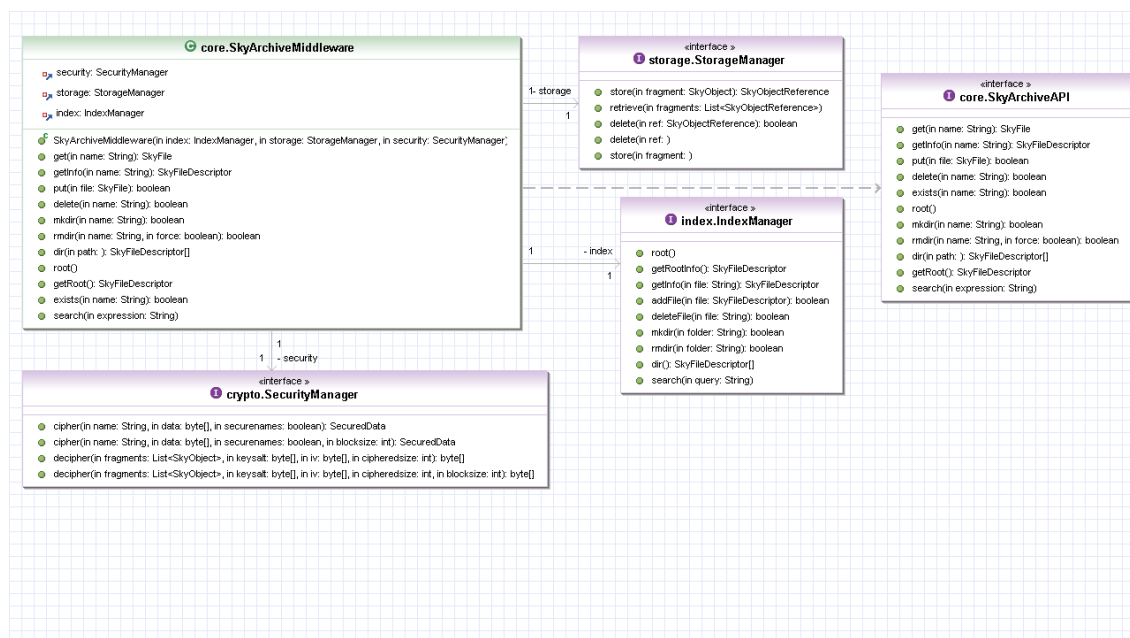 core.SkyArchiveMiddleware
security: SecurityManager
storage: StorageManager
index: IndexManager
SkyArchiveMiddleware(in index: IndexManager, in storage: StorageManager, in security: SecurityManager)
get(in name: String): SkyFile
getInfo(in name: String): SkyFileDescriptor
put(in file: SkyFile): boolean
delete(in name: String): boolean
mkdir(in name: String): boolean
rmdir(in name: String, in force: boolean): boolean
dir(in path: ): SkyFileDescriptor[]
root()
getRoot(): SkyFileDescriptor
exists(in name: String): boolean
search(in expression: String)
1- storage
1
«interface »
storage.StorageManager
store(in fragment: SkyObject): SkyObjectReference
retrieve(in fragments: List<SkyObjectReference>)
delete(in ref: SkyObjectReference): boolean
delete(in ref: )
store(in fragment: )
«interface »
core.SkyArchiveAPI
get(in name: String): SkyFile
getInfo(in name: String): SkyFileDescriptor
put(in file: SkyFile): boolean
delete(in name: String): boolean
exists(in name: String): boolean
root()
mkdir(in name: String): boolean
rmdir(in name: String, in force: boolean): boolean
dir(in path: ): SkyFileDescriptor[]
getRoot(): SkyFileDescriptor
search(in expression: String)
1
- index
1
«interface »
index.IndexManager
root()
getRootInfo(): SkyFileDescriptor
getInfo(in file: String): SkyFileDescriptor
addFile(in file: SkyFileDescriptor): boolean
deleteFile(in file: String): boolean
mkdir(in folder: String): boolean
rmdir(in folder: String): boolean
dir(): SkyFileDescriptor[]
search(in query: String)
1
1 - security
«interface »
crypto.SecurityManager
cipher(in name: String, in data: byte[], in securenames: boolean): SecuredData
cipher(in name: String, in data: byte[], in securenames: boolean, in blocksize: int): SecuredData
decipher(in fragments: List<SkyObject>, in keysalt: byte[], in iv: byte[], in cipheredsize: int): byte[]
decipher(in fragments: List<SkyObject>, in keysalt: byte[], in iv: byte[], in cipheredsize: int, in blocksize: int): byte[]